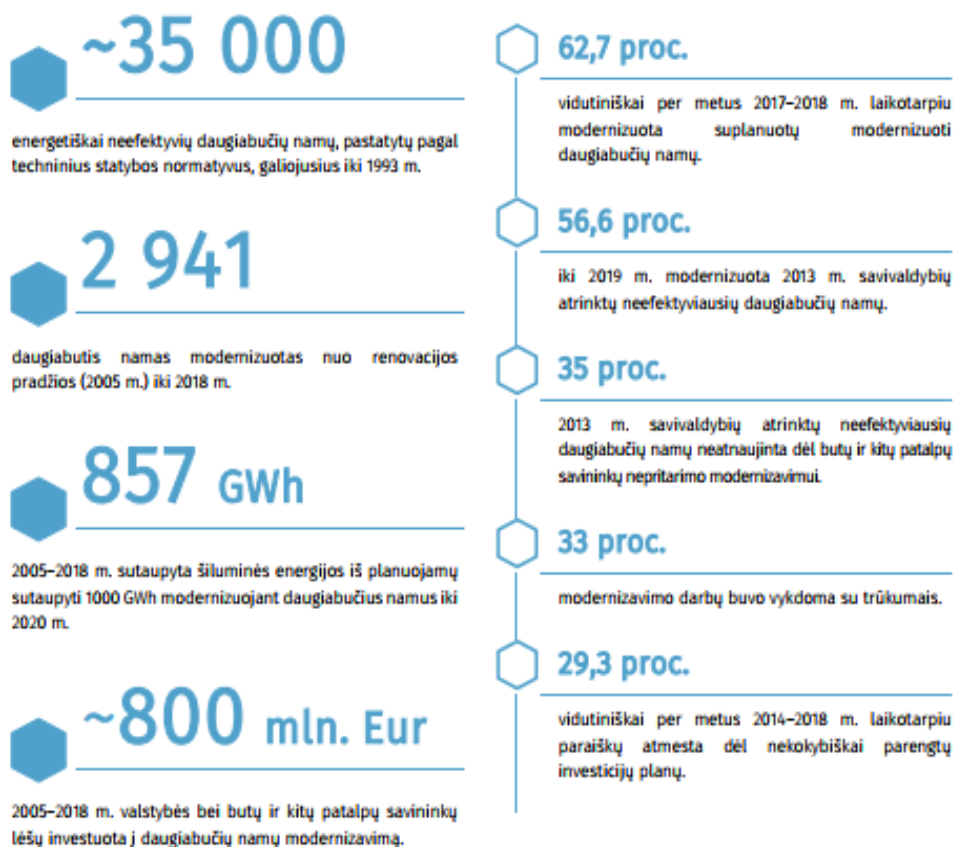 ~35 000
energetiškai neefektyvių daugiabučių namų, pastatytų pagal
techninius statybos normatyvus, galiojusius iki 1993 m.
2 941
daugiabutis namas modernizuotas nuo renovacijos
pradžios (2005 m.) iki 2018 m.
857 GWh
2005–2018 m. sutaupyta šiluminės energijos iš planuojamų
sutaupyti 1000 GWh modernizuojant daugiabučius namus iki
2020 m.
~800 mln. Eur
2005–2018 m. valstybės bei butų ir kitų patalpų savininkų
lėšų investuota į daugiabučių namų modernizavimą.
62,7 proc.
vidutiniškai per metus 2017–2018 m. laikotarpiu
modernizuota suplanuotų modernizuoti
daugiabučių namų.
56,6 proc.
iki 2019 m. modernizuota 2013 m. savivaldybių
atrinktų neefektyviausių daugiabučių namų.
35 proc.
2013 m. savivaldybių atrinktų neefektyviausių
daugiabučių namų neatnaujinta dėl butų ir kitų patalpų
savininkų nepritarimo modernizavimui.
33 proc.
modernizavimo darbų buvo vykdoma su trūkumais.
29,3 proc.
vidutiniškai per metus 2014–2018 m. laikotarpiu
paraiškų atmesta dėl nekokybiškai parengtų
investicijų planų.